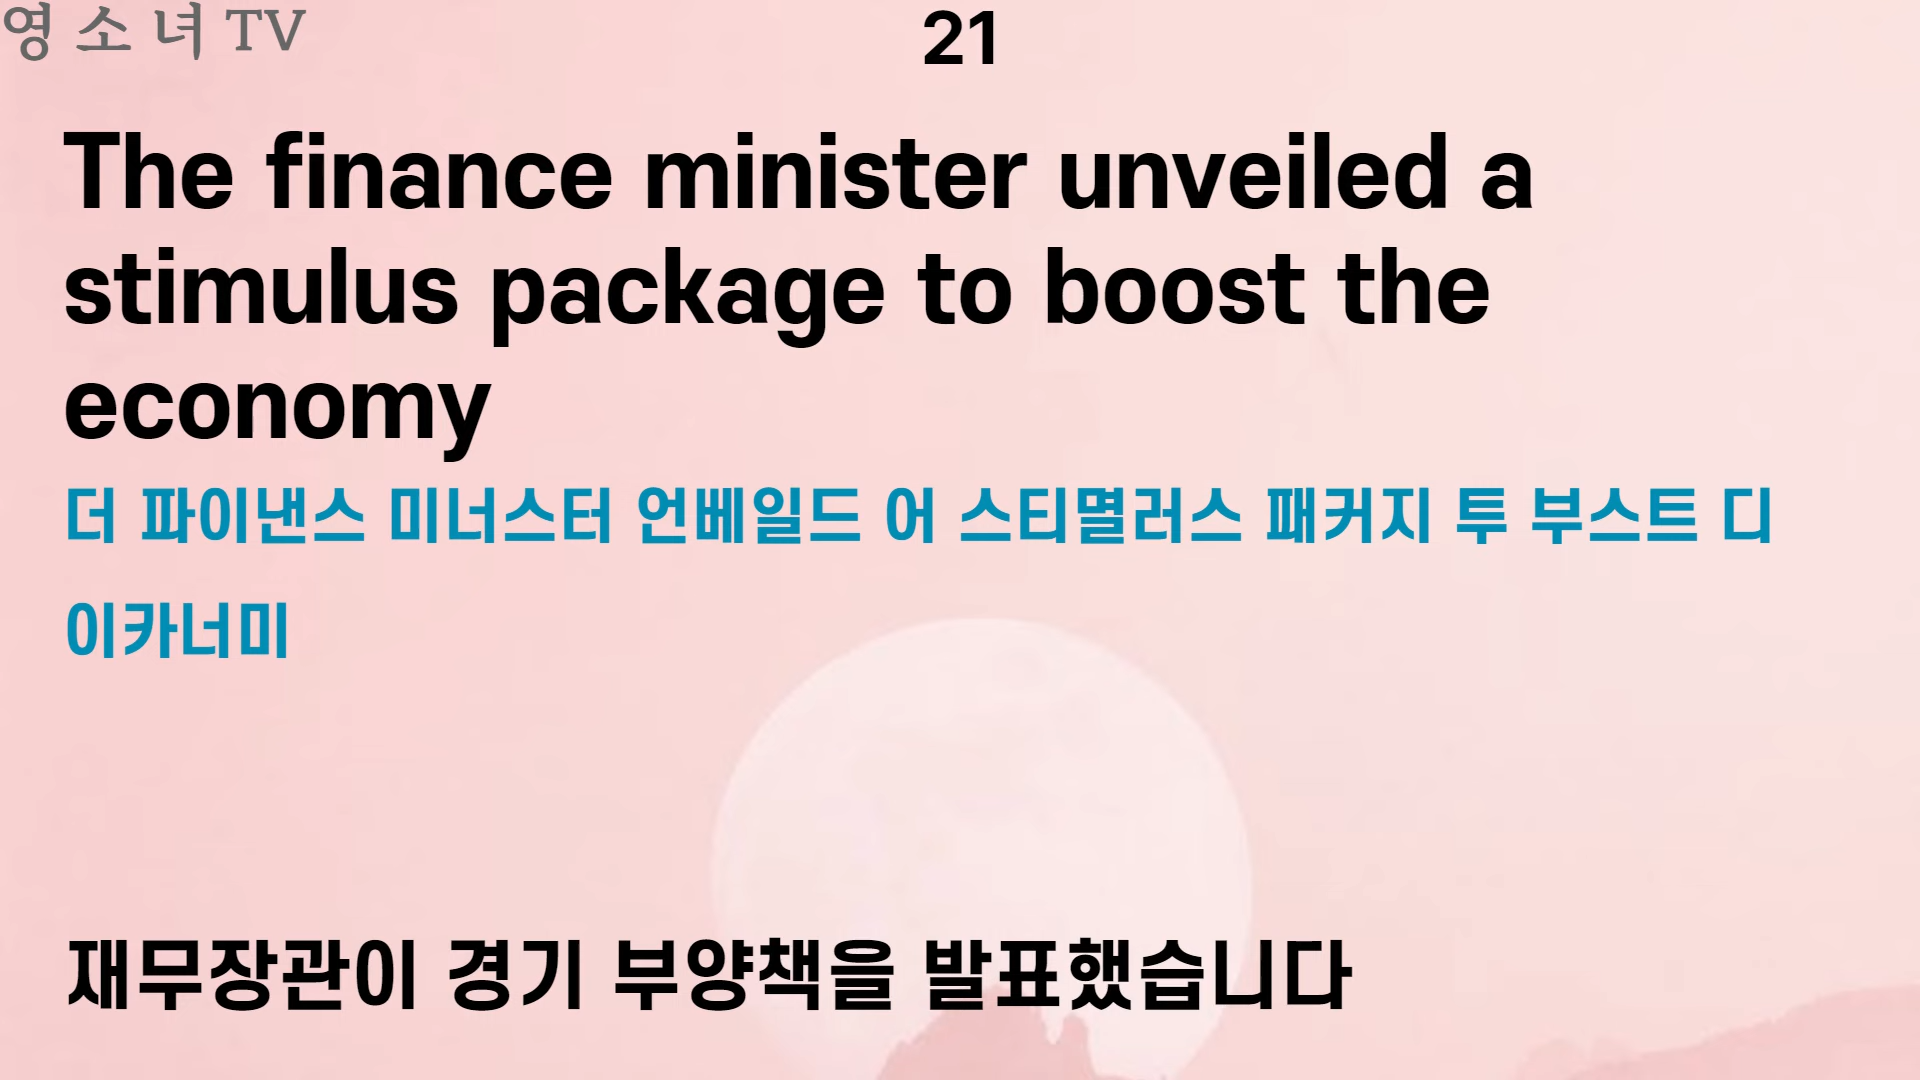 영소녀TV
21
The finance minister unveiled a
stimulus package to boost the
economy
더 파이낸스 미너스터 언베일드 어 스티멸러스 패커지 투 부스트 디
이카너미
재무장관이 경기 부양책을 발표했습니다